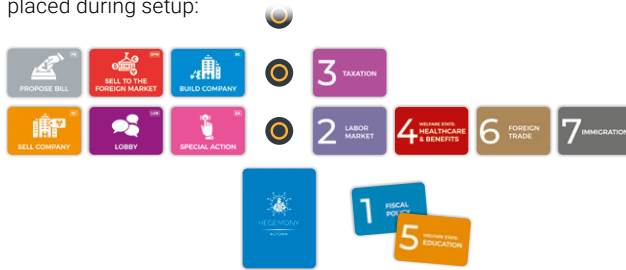 placed during setup:
PROPOSE BILL
SELL TO THE
FOREIGN MARKET
BUILD COMPANY
3 TAXATION
SELL COMPANY
LOBBY
SPECIAL ACTION
2 LABOR
MARKET
4 WELFARE STATE:
HEALTHCARE
& BENEFITS
6 FOREIGN
TRADE
7 IMMIGRATION
HEGEMONY
AUTOMA
1 FISCAL
POLICY
5 WELFARE STATE:
EDUCATION